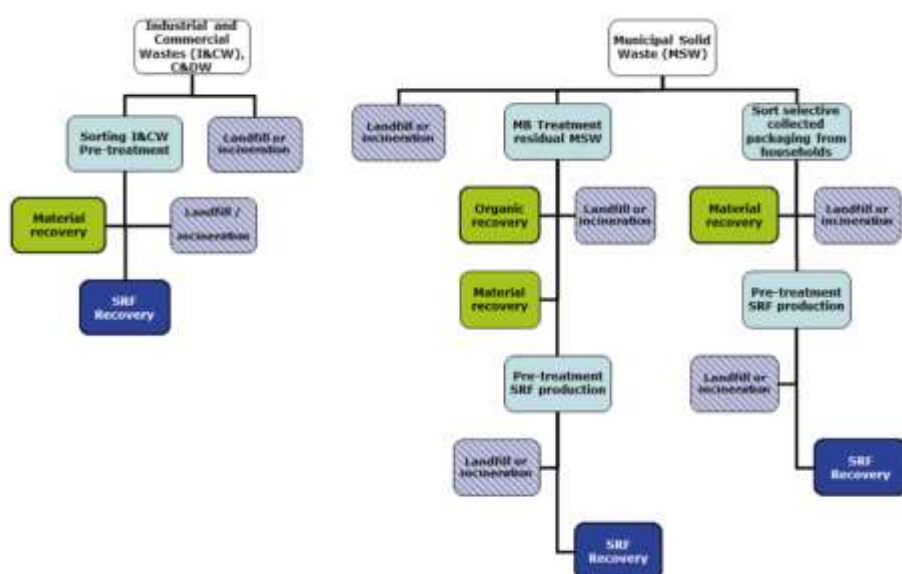 Industrial and
Commercial
Wastes (I&CW),
C&DW
Municipal Solid
Waste (MSW)
Sorting I&CW
Pre-treatment
Landfill or
incineration
Landfill or
incineration
MB Treatment
residual MSW
Sort selective
collected
packaging from
households
Material
recovery
Landfill /
incineration
Organic
recovery
Landfill or
incineration
Material
recovery
Landfill or
incineration
SRF
Recovery
Material
recovery
Pre-treatment
SRF production
Pre-treatment
SRF production
Landfill or
incineration
Landfill or
incineration
SRF
Recovery
SRF
Recovery